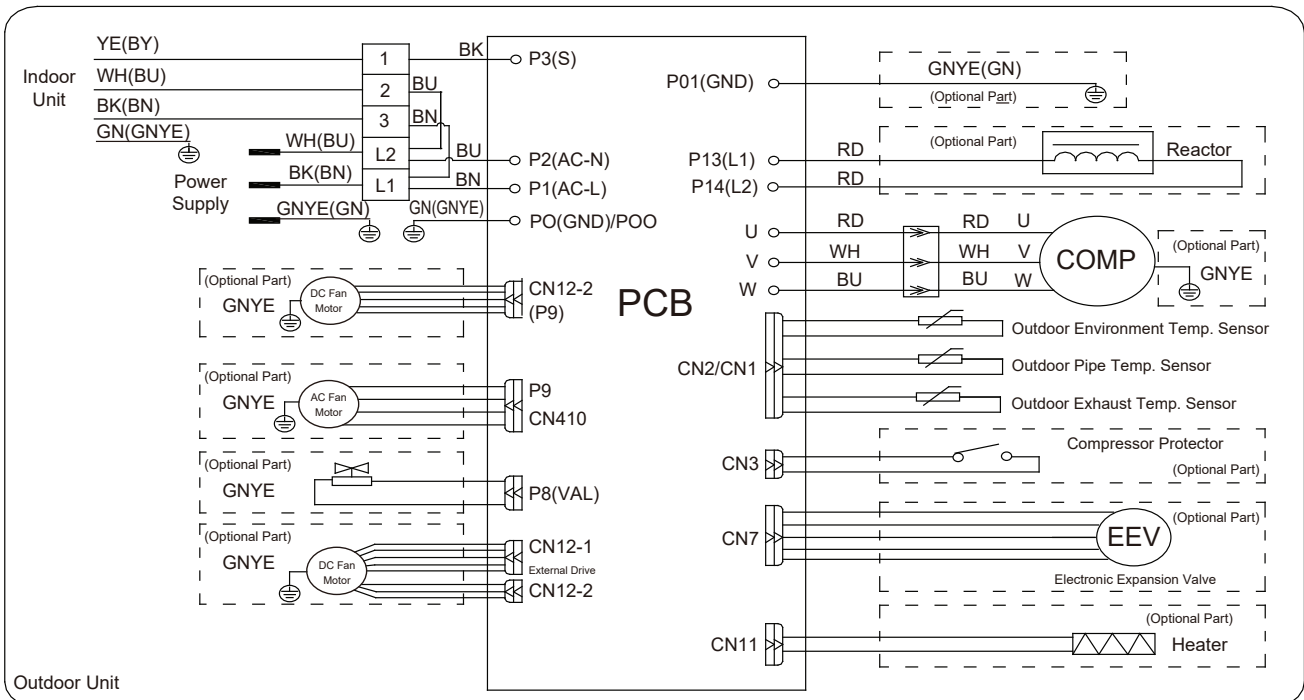 Indoor
Unit
YE(BY)
WH(BU)
BK(BN)
GN(GNYE)
1
2
3
L2
L1
BK
BU
BN
BU
BN
P3(S)
P2(AC-N)
P1(AC-L)
PO(GND)/POO
GN(GNYE)
Power
Supply
WH(BU)
BK(BN)
GNYE(GN)
(Optional Part)
GNYE
DC Fan
Motor
CN12-2
(P9)
(Optional Part)
GNYE
AC Fan
Motor
P9
CN410
(Optional Part)
GNYE
P8(VAL)
(Optional Part)
GNYE
DC Fan
Motor
CN12-1
External Drive
CN12-2
PCB
P01(GND)
GNYE(GN)
(Optional Part)
P13(L1)
P14(L2)
RD
RD
(Optional Part)
Reactor
U
V
W
RD
WH
BU
RD
WH
BU
U
V
W
COMP
(Optional Part)
GNYE
CN2/CN1
Outdoor Environment Temp. Sensor
Outdoor Pipe Temp. Sensor
Outdoor Exhaust Temp. Sensor
CN3
Compressor Protector
(Optional Part)
CN7
EEV
(Optional Part)
Electronic Expansion Valve
CN11
(Optional Part)
Heater
Outdoor Unit